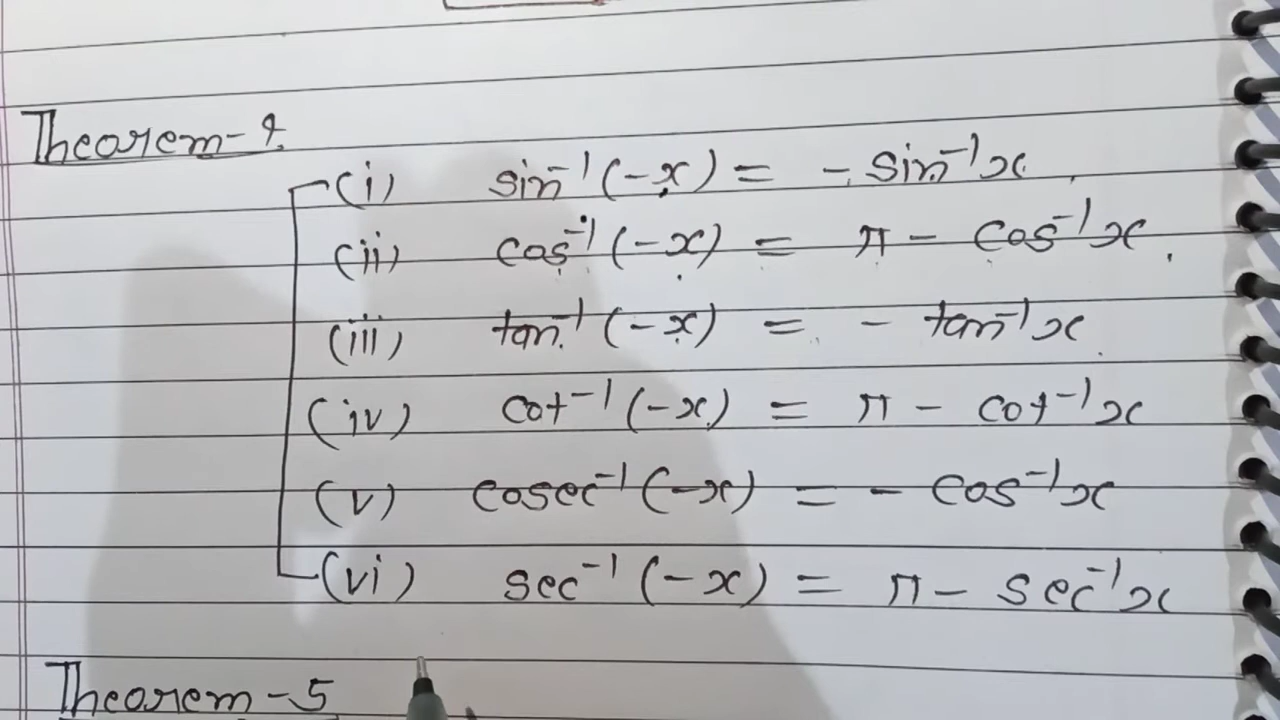 Theorem-4.
(i) sin⁻¹(-x) = - sin⁻¹x
(ii) cos⁻¹(-x) = π - cos⁻¹x.
(iii) tan⁻¹(-x) = - tan⁻¹x
(iv) cot⁻¹(-x) = π - cot⁻¹x
(v) cosec⁻¹(-x) = - cos⁻¹x
(vi) sec⁻¹(-x) = π - sec⁻¹x
Theorem-5